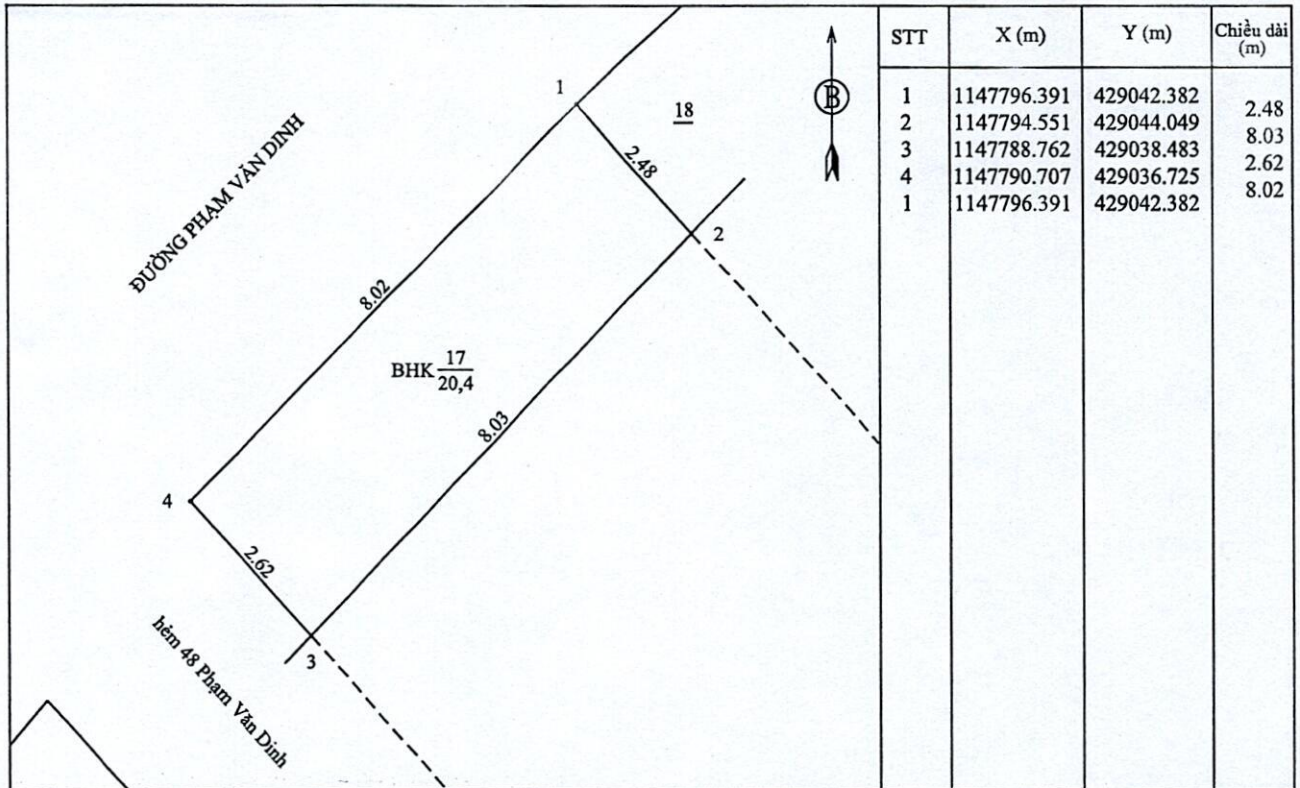 1
18
B
2.48
ĐƯỜNG PHẠM VĂN DINH
2
8.02
BHK 17
20,4
8.03
4
2.62
3
hẻm 48 Phạm Văn Dinh
STT X (m) Y (m) Chiều dài (m)
1 1147796.391 429042.382
2.48
2 1147794.551 429044.049
8.03
3 1147788.762 429038.483
2.62
4 1147790.707 429036.725
8.02
1 1147796.391 429042.382